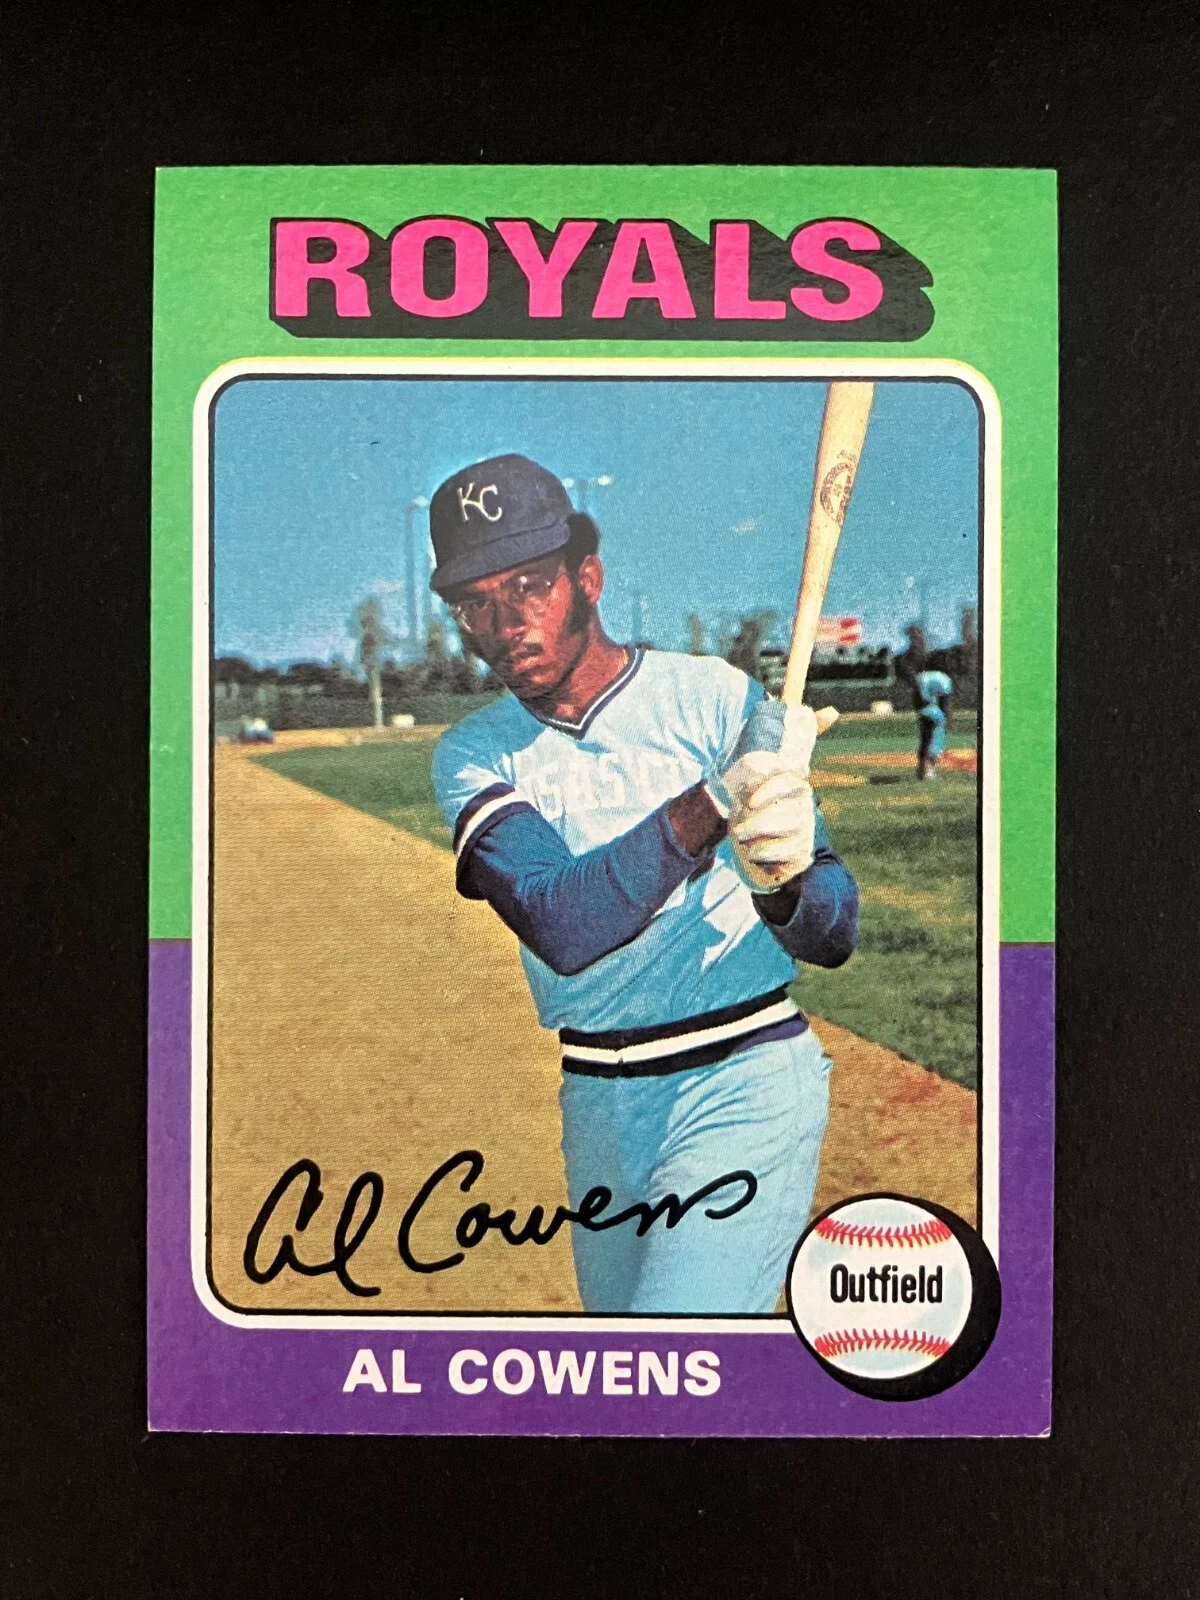 ROYALS
KC
Al Cowens
Outfield
AL COWENS